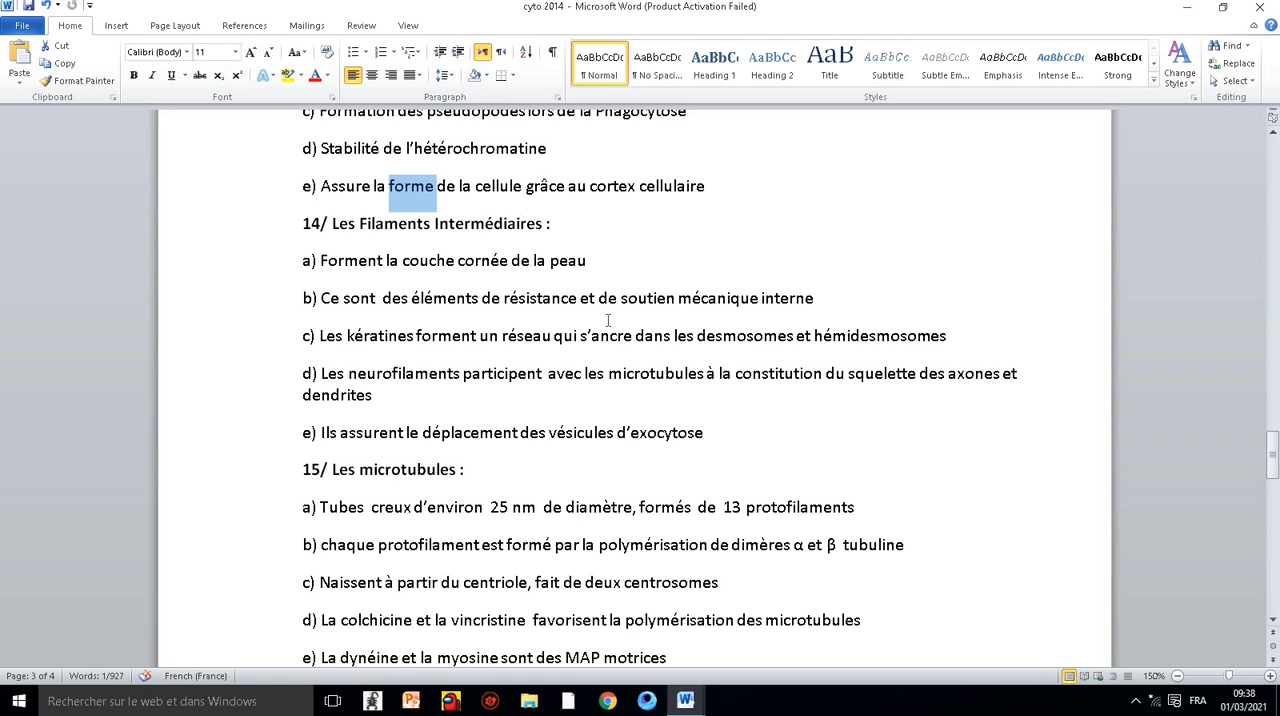 cyto 2014 - Microsoft Word (Product Activation Failed)
File Home Insert Page Layout References Mailings Review View
Paste
Cut
Copy
Format Painter
Clipboard
Calibri (Body) 11
Font
Paragraph
AaBbCcDc AaBbCcDc AaBbC AaBbCc AaB AaBbCc. AaBbCcDc AaBbCcDc AaBbCcDc AaBbCcDc
¶ Normal ¶ No Spaci... Heading 1 Heading 2 Title Subtitle Subtle Em... Emphasis Intense E... Strong
Styles
Change Styles
Find
Replace
Select
Editing
c) Formation des pseudopodes lors de la Phagocytose
d) Stabilité de l’hétérochromatine
e) Assure la forme de la cellule grâce au cortex cellulaire
14/ Les Filaments Intermédiaires :
a) Forment la couche cornée de la peau
b) Ce sont des éléments de résistance et de soutien mécanique interne
c) Les kératines forment un réseau qui s’ancre dans les desmosomes et hémidesmosomes
d) Les neurofilaments participent avec les microtubules à la constitution du squelette des axones et
dendrites
e) Ils assurent le déplacement des vésicules d’exocytose
15/ Les microtubules :
a) Tubes creux d’environ 25 nm de diamètre, formés de 13 protofilaments
b) chaque protofilament est formé par la polymérisation de dimères α et β tubuline
c) Naissent à partir du centriole, fait de deux centrosomes
d) La colchicine et la vincristine favorisent la polymérisation des microtubules
e) La dynéine et la myosine sont des MAP motrices
Page: 3 of 4 Words: 1/927 French (France) 150%
Rechercher sur le web et dans Windows
FR
09:38
01/03/2021